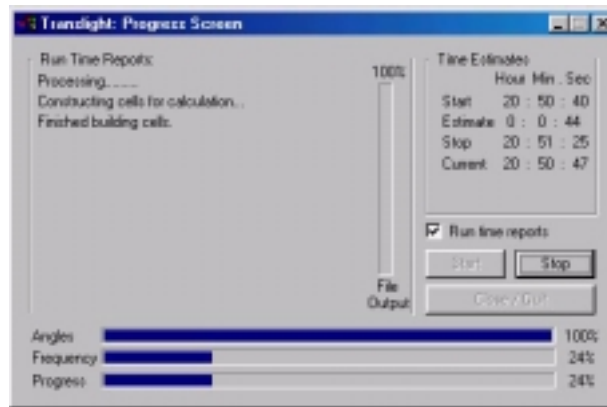 Translight: Progress Screen
Run Time Reports:
Processing.......
Constructing cells for calculation...
Finished building cells.
100%
File
Output
Time Estimates
Hour Min . Sec
Start 20 : 50 : 40
Estimate 0 : 0 : 44
Stop 20 : 51 : 25
Current 20 : 50 : 47
Run time reports
Start Stop
Close / Quit
Angles 100%
Frequency 24%
Progress 24%